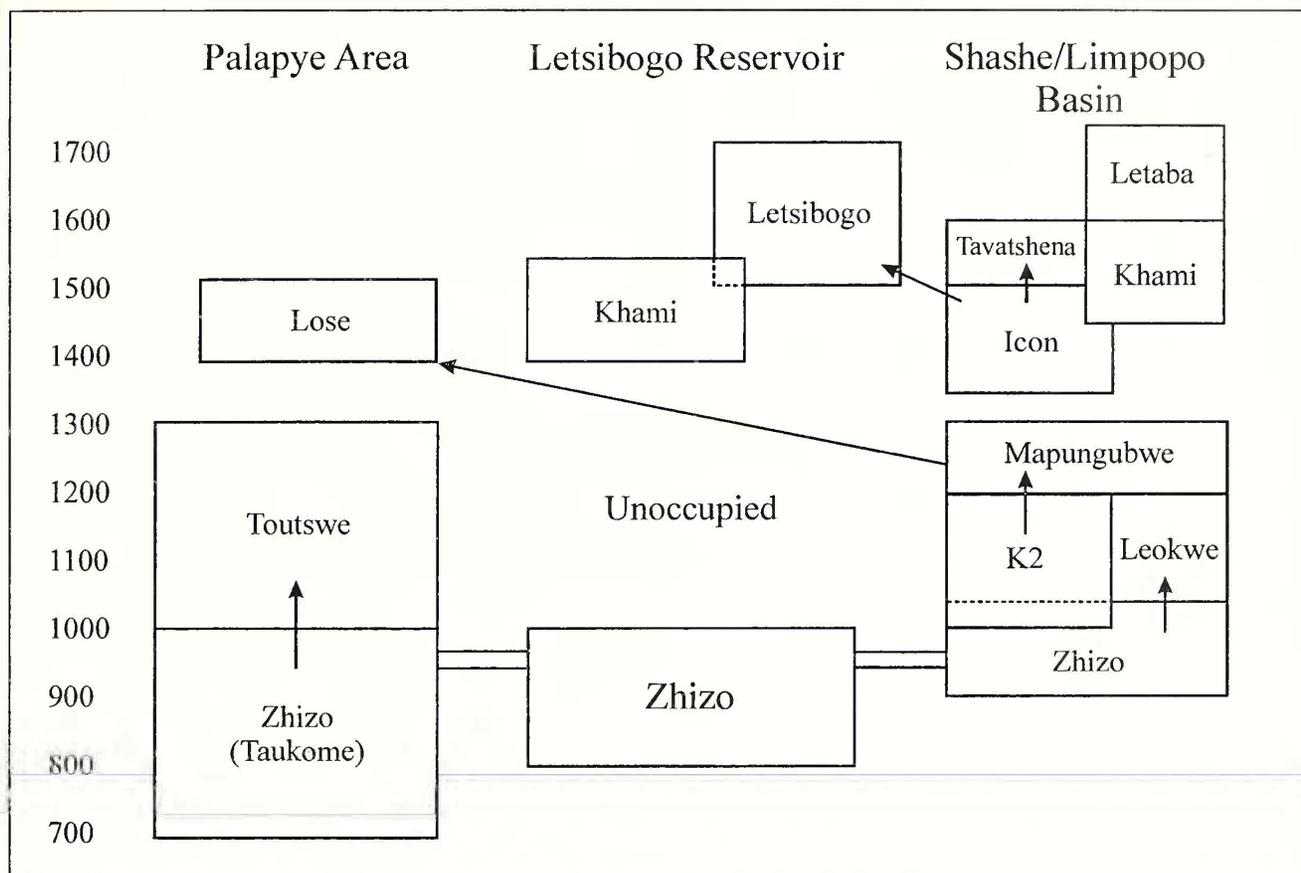 Palapye Area
Letsibogo Reservoir
Shashe/Limpopo
Basin
1700
1600
1500
1400
1300
1200
1100
1000
900
800
700
Lose
Toutswe
Zhizo
(Taukome)
Letsibogo
Khami
Unoccupied
Zhizo
Letaba
Tavatshena
Khami
Icon
Mapungubwe
K2
Leokwe
Zhizo